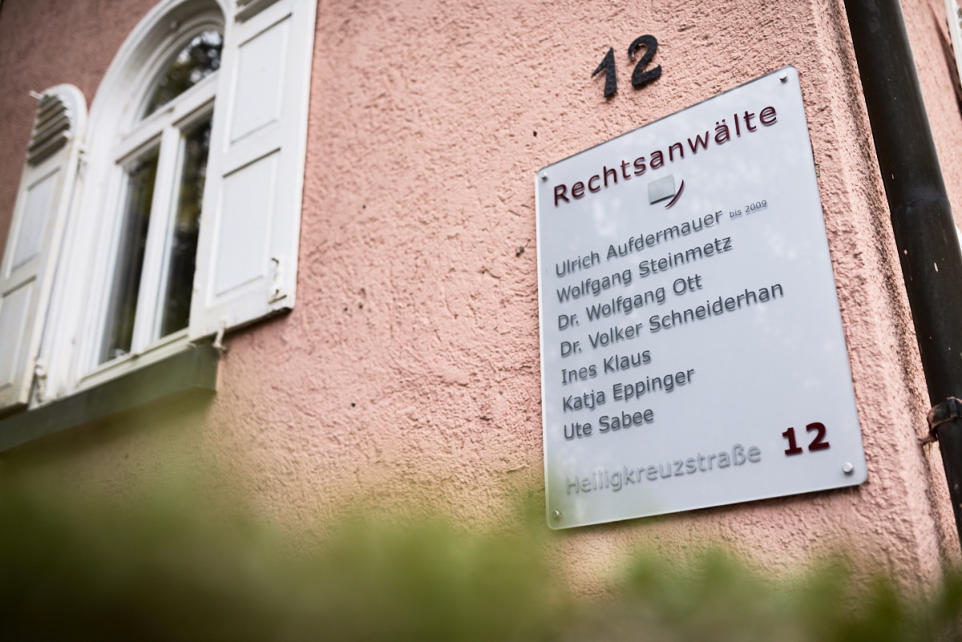 12
Rechtsanwälte
Ulrich Aufdermauer bis 2009
Wolfgang Steinmetz
Dr. Wolfgang Ott
Dr. Volker Schneiderhan
Ines Klaus
Katja Eppinger
Ute Sabee
Heiligkreuzstraße 12